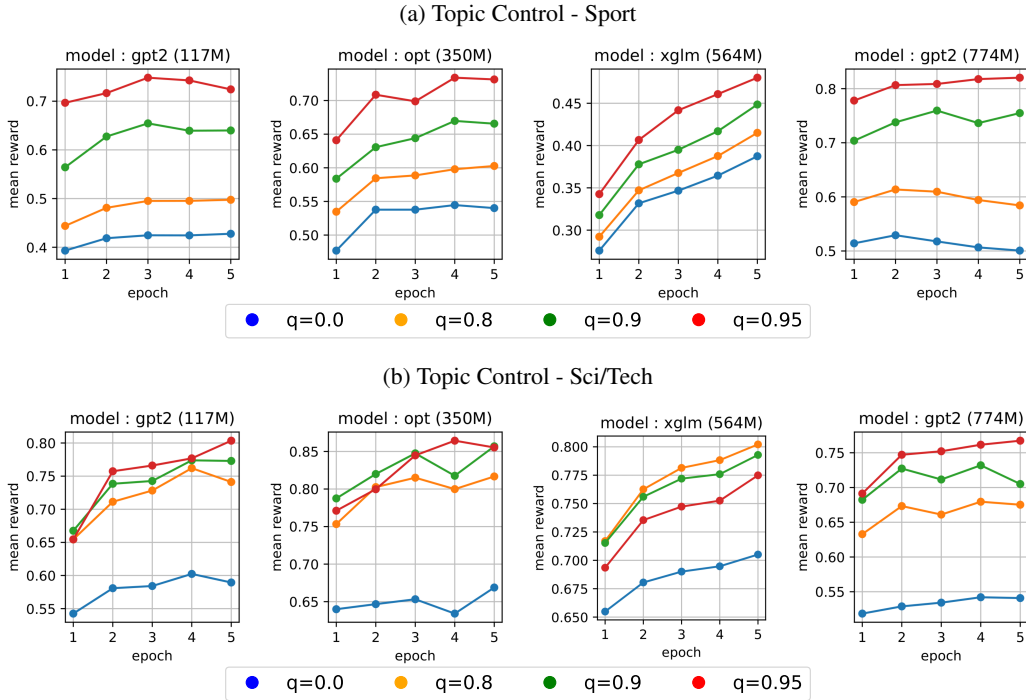 (a) Topic Control - Sport
model : gpt2 (117M)
mean reward
0.7
0.6
0.5
0.4
1 2 3 4 5
epoch
model : opt (350M)
mean reward
0.70
0.65
0.60
0.55
0.50
1 2 3 4 5
epoch
model : xglm (564M)
mean reward
0.45
0.40
0.35
0.30
1 2 3 4 5
epoch
model : gpt2 (774M)
mean reward
0.8
0.7
0.6
0.5
1 2 3 4 5
epoch
q=0.0 q=0.8 q=0.9 q=0.95
(b) Topic Control - Sci/Tech
model : gpt2 (117M)
mean reward
0.80
0.75
0.70
0.65
0.60
0.55
1 2 3 4 5
epoch
model : opt (350M)
mean reward
0.85
0.80
0.75
0.70
0.65
1 2 3 4 5
epoch
model : xglm (564M)
mean reward
0.800
0.775
0.750
0.725
0.700
0.675
0.650
1 2 3 4 5
epoch
model : gpt2 (774M)
mean reward
0.75
0.70
0.65
0.60
0.55
1 2 3 4 5
epoch
q=0.0 q=0.8 q=0.9 q=0.95